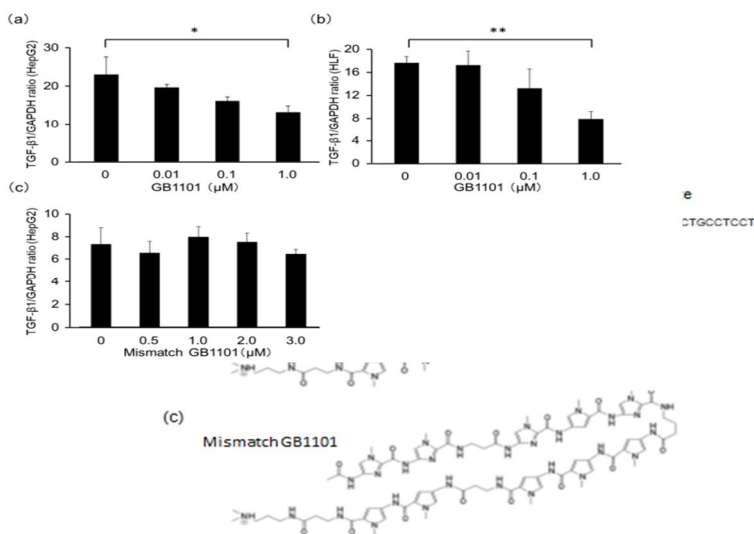 (a)
*
TGF-β1/GAPDH ratio (HepG2)
30
20
10
0
0 0.01 0.1 1.0
GB1101 (μM)
(b)
**
TGF-β1/GAPDH ratio (HLF)
20
16
12
8
4
0
0 0.01 0.1 1.0
GB1101 (μM)
(c)
TGF-β1/GAPDH ratio (HepG2)
10
8
6
4
2
0
0 0.5 1.0 2.0 3.0
Mismatch GB1101(μM)
e
CTGCCTCCT
(c)
Mismatch GB1101